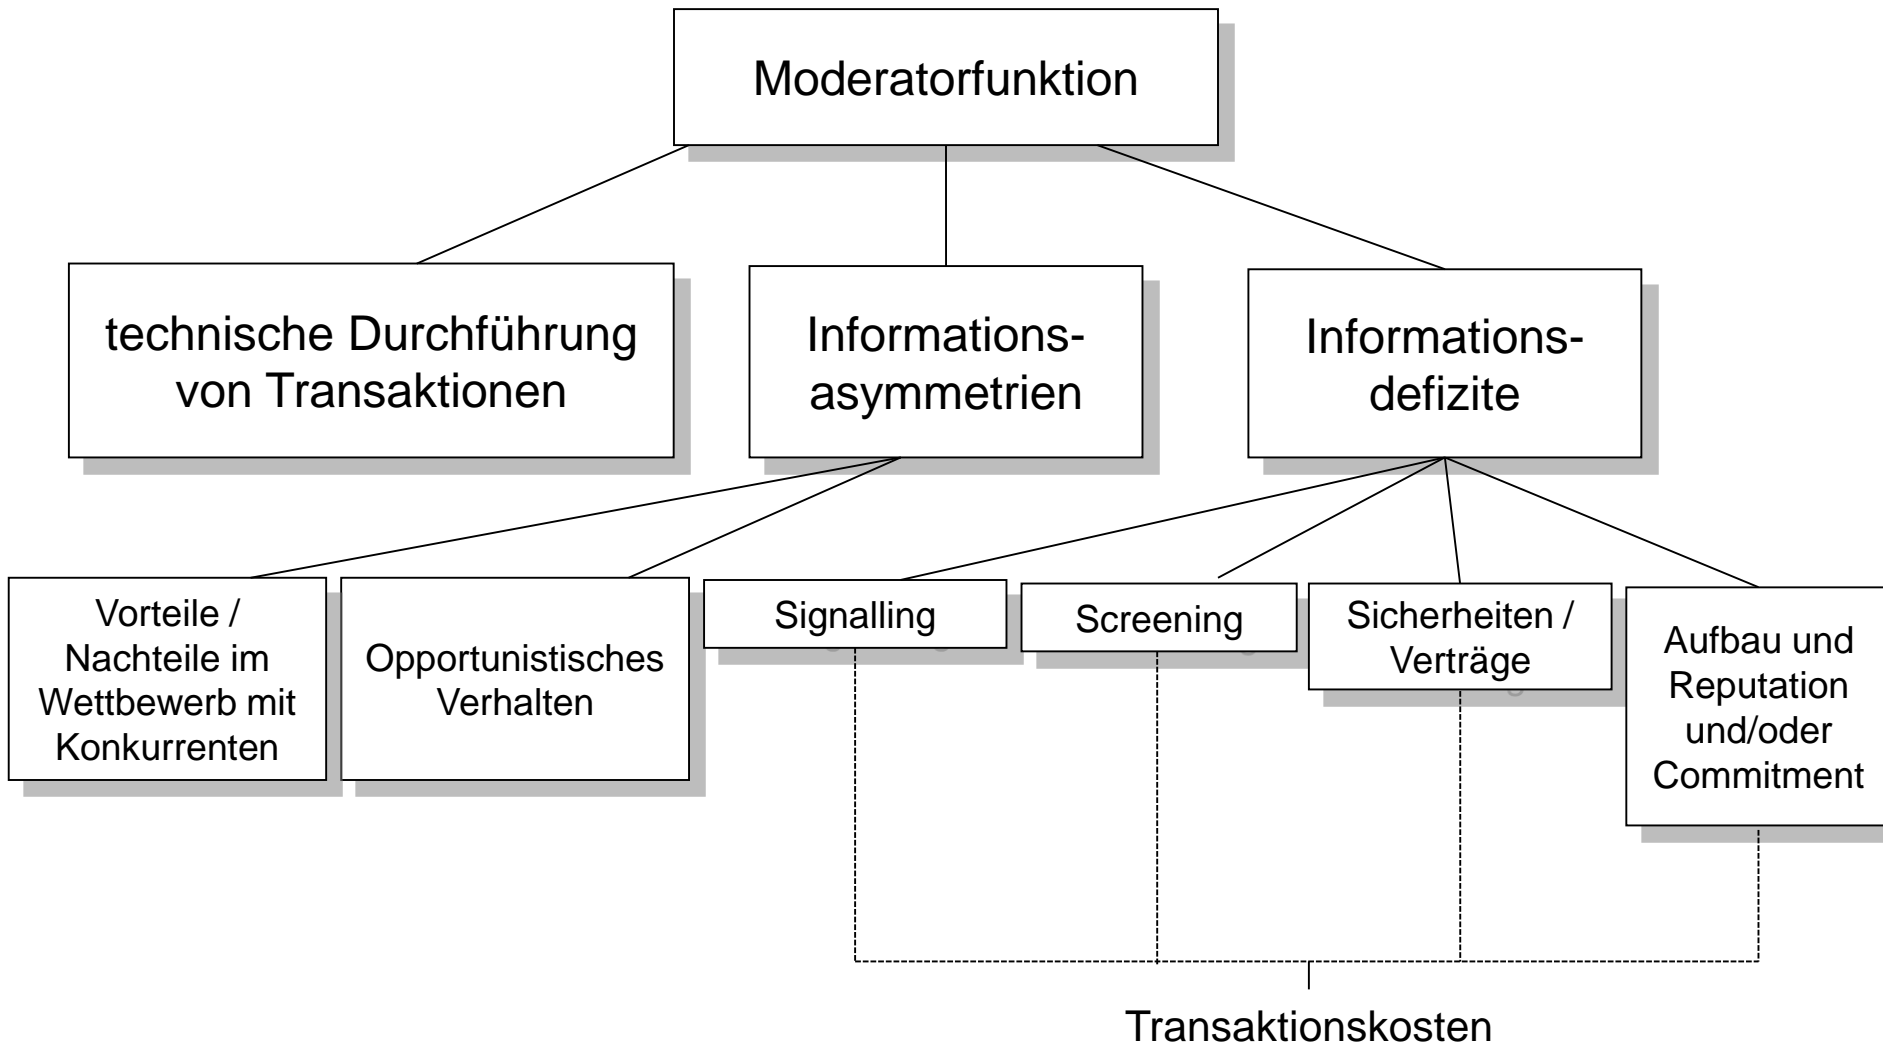 Moderatorfunktion
technische Durchführung
von Transaktionen
Informations-
asymmetrien
Informations-
defizite
Vorteile /
Nachteile im
Wettbewerb mit
Konkurrenten
Opportunistisches
Verhalten
Signalling
Screening
Sicherheiten /
Verträge
Aufbau und
Reputation
und/oder
Commitment
Transaktionskosten